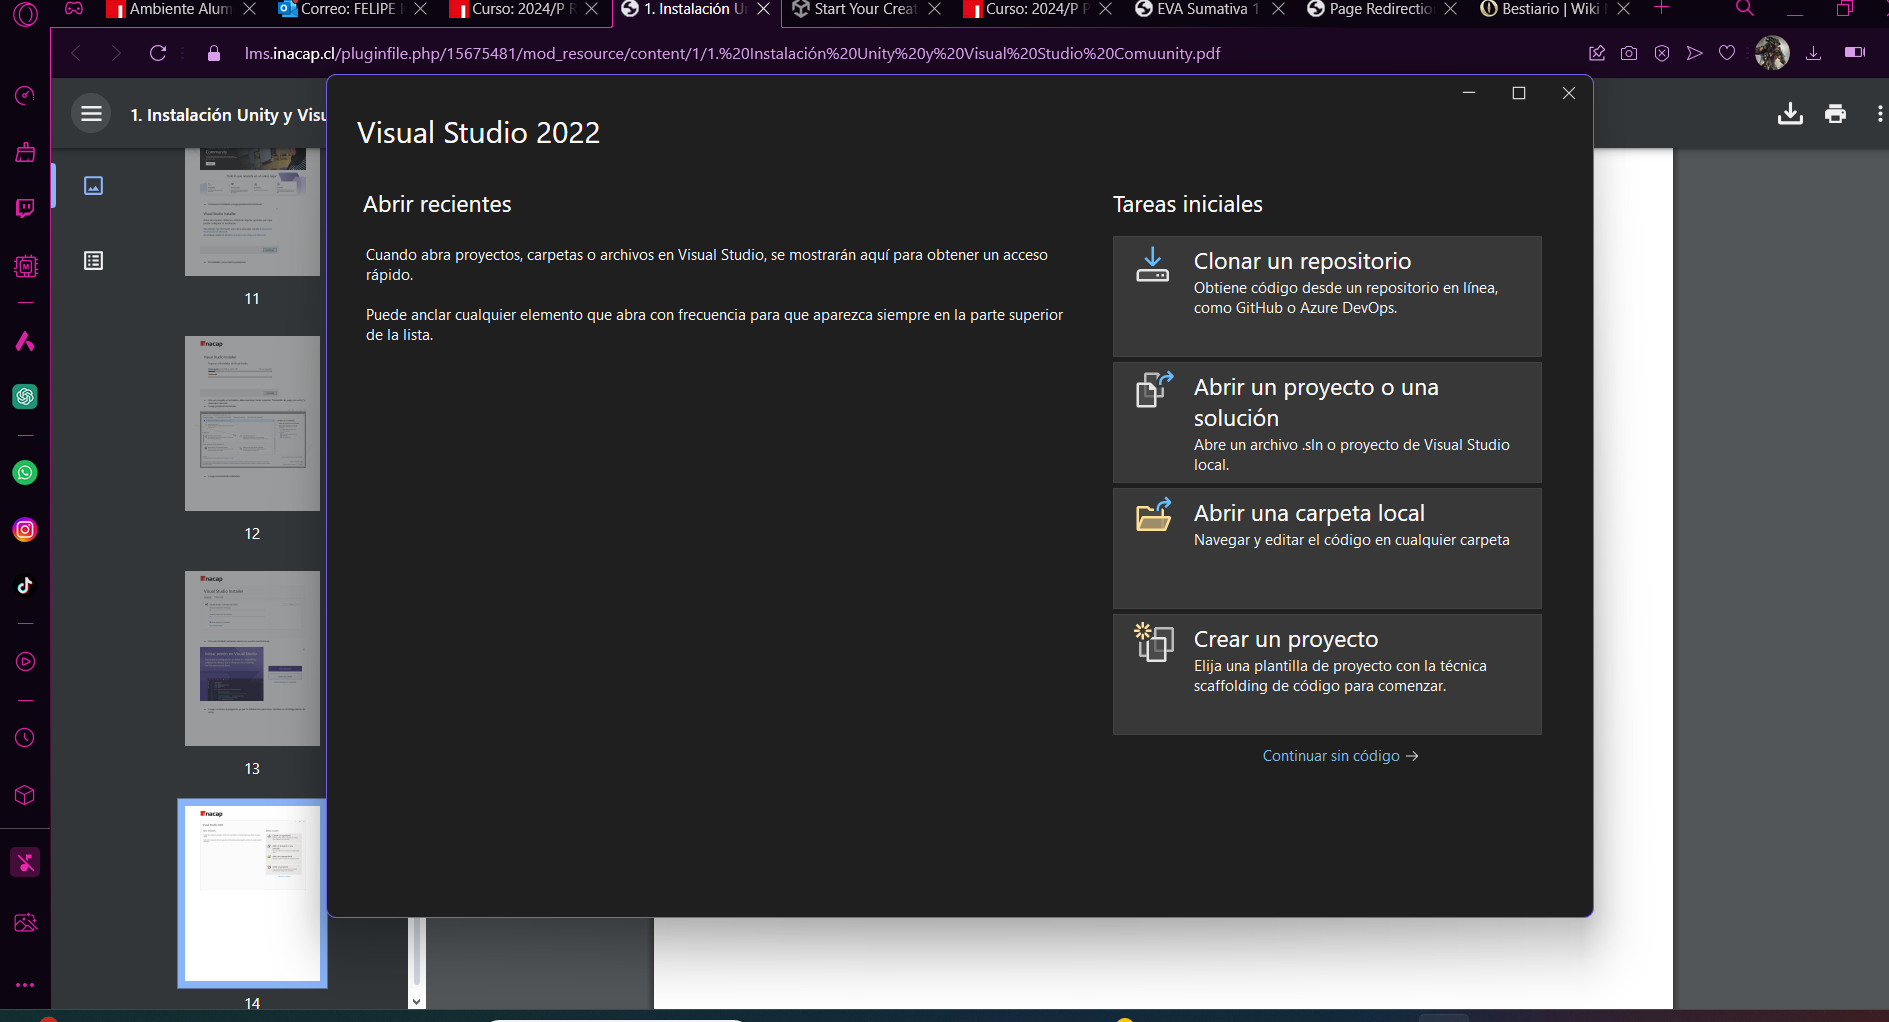 Ambiente Alum
Correo: FELIPE
Curso: 2024/P R
1. Instalación U
Start Your Creat
Curso: 2024/P P
EVA Sumativa 1
Page Redirectio
Bestiario | Wiki
lms.inacap.cl/pluginfile.php/15675481/mod_resource/content/1/1.%20Instalación%20Unity%20y%20Visual%20Studio%20Comuunity.pdf
1. Instalación Unity y Visu
Visual Studio 2022
Abrir recientes
Cuando abra proyectos, carpetas o archivos en Visual Studio, se mostrarán aquí para obtener un acceso
rápido.
Puede anclar cualquier elemento que abra con frecuencia para que aparezca siempre en la parte superior
de la lista.
Tareas iniciales
Clonar un repositorio
Obtiene código desde un repositorio en línea,
como GitHub o Azure DevOps.
Abrir un proyecto o una
solución
Abre un archivo .sln o proyecto de Visual Studio
local.
Abrir una carpeta local
Navegar y editar el código en cualquier carpeta
Crear un proyecto
Elija una plantilla de proyecto con la técnica
scaffolding de código para comenzar.
Continuar sin código →
11
inacap
12
inacap
13
inacap
14